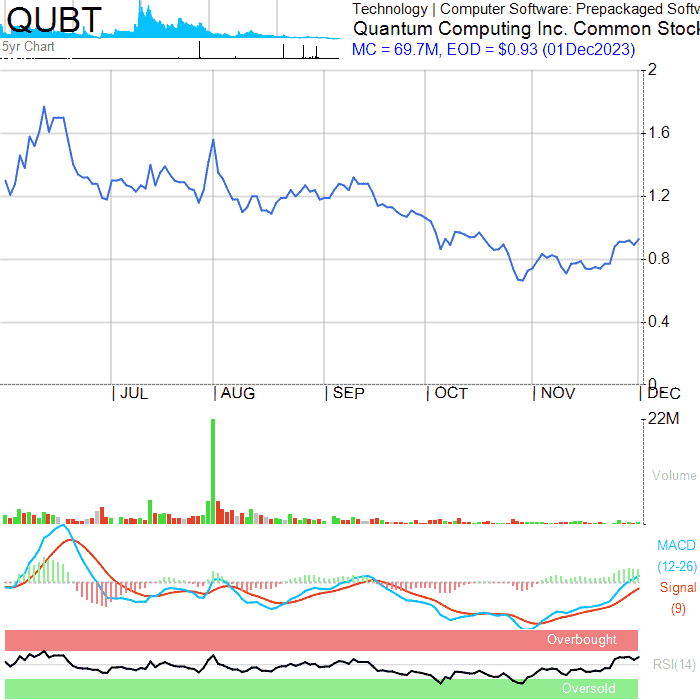 QUBT
Technology | Computer Software: Prepackaged Softw
Quantum Computing Inc. Common Stock
5yr Chart
MC = 69.7M, EOD = $0.93 (01Dec2023)
2
1.6
1.2
0.8
0.4
0
JUL AUG SEP OCT NOV DEC
22M
Volume
MACD
(12-26)
Signal
(9)
Overbought
RSI(14)
Oversold